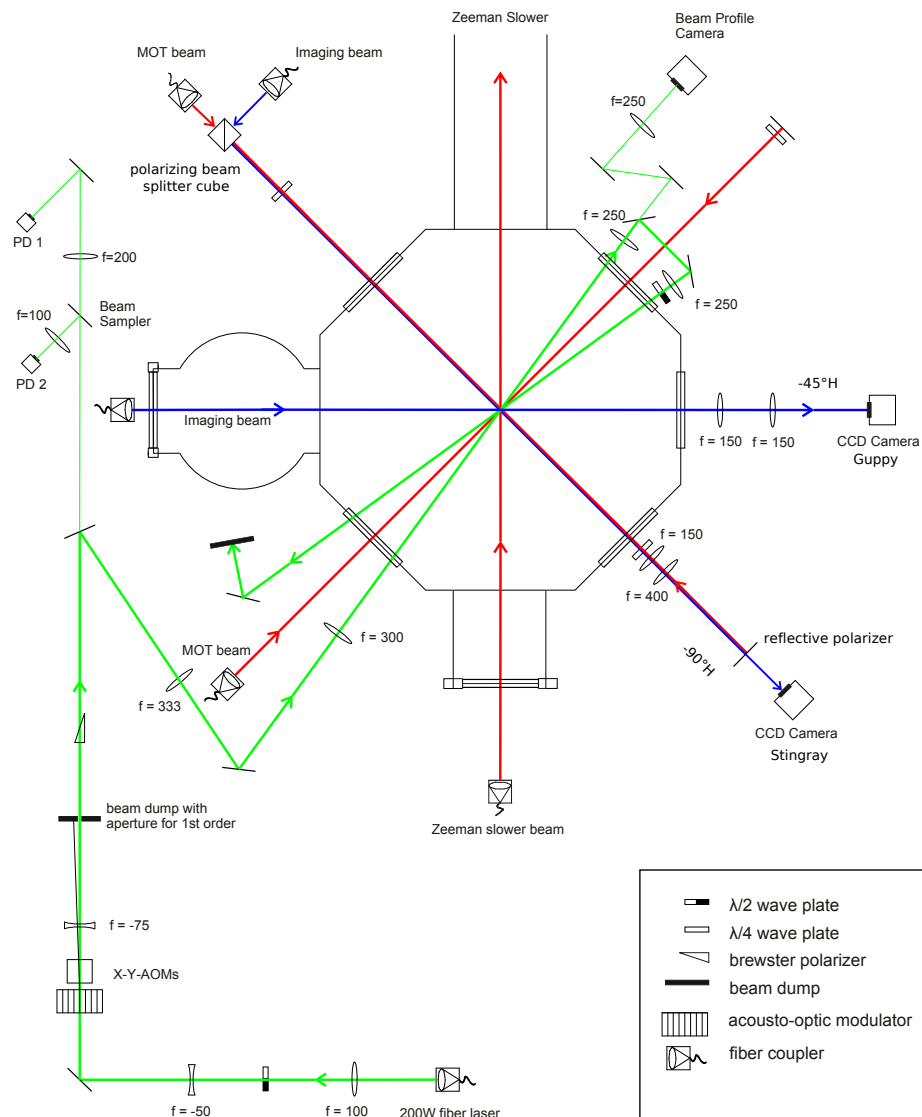 Zeeman Slower
Beam Profile
Camera
MOT beam
Imaging beam
f=250
polarizing beam
splitter cube
PD 1
f=200
f = 250
f = 250
Beam
Sampler
f=100
PD 2
Imaging beam
-45°H
f = 150
f = 150
CCD Camera
Guppy
f = 150
f = 400
reflective polarizer
-90°H
CCD Camera
Stingray
MOT beam
f = 300
f = 333
beam dump with
aperture for 1st order
Zeeman slower beam
f = -75
X-Y-AOMs
f = -50
f = 100
200W fiber laser
λ/2 wave plate
λ/4 wave plate
brewster polarizer
beam dump
acousto-optic modulator
fiber coupler